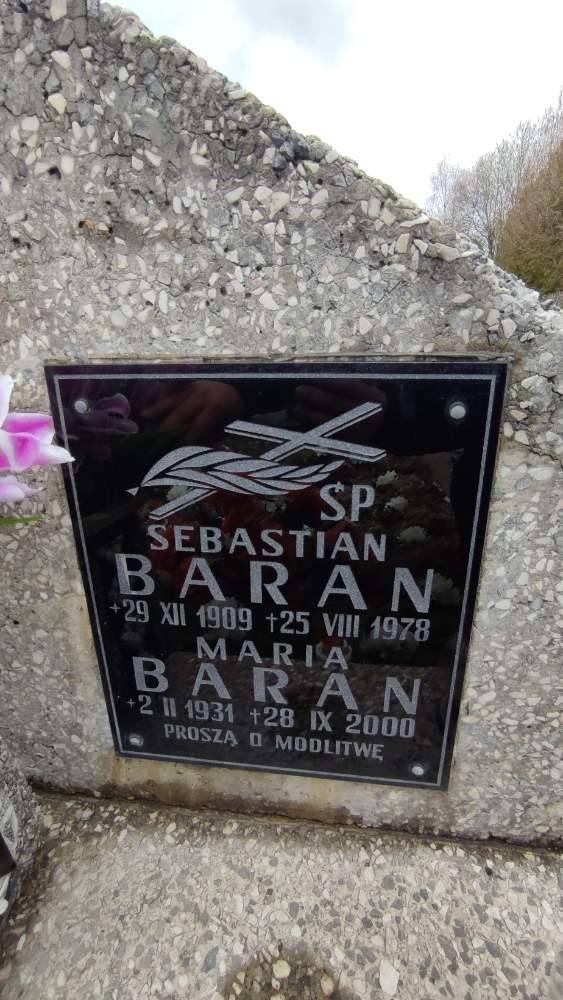 ŚP
SEBASTIAN
BARAN
*29 XII 1909 †25 VIII 1978
MARIA
BARAN
*2 II 1931 †28 IX 2000
PROSZĄ O MODLITWĘ